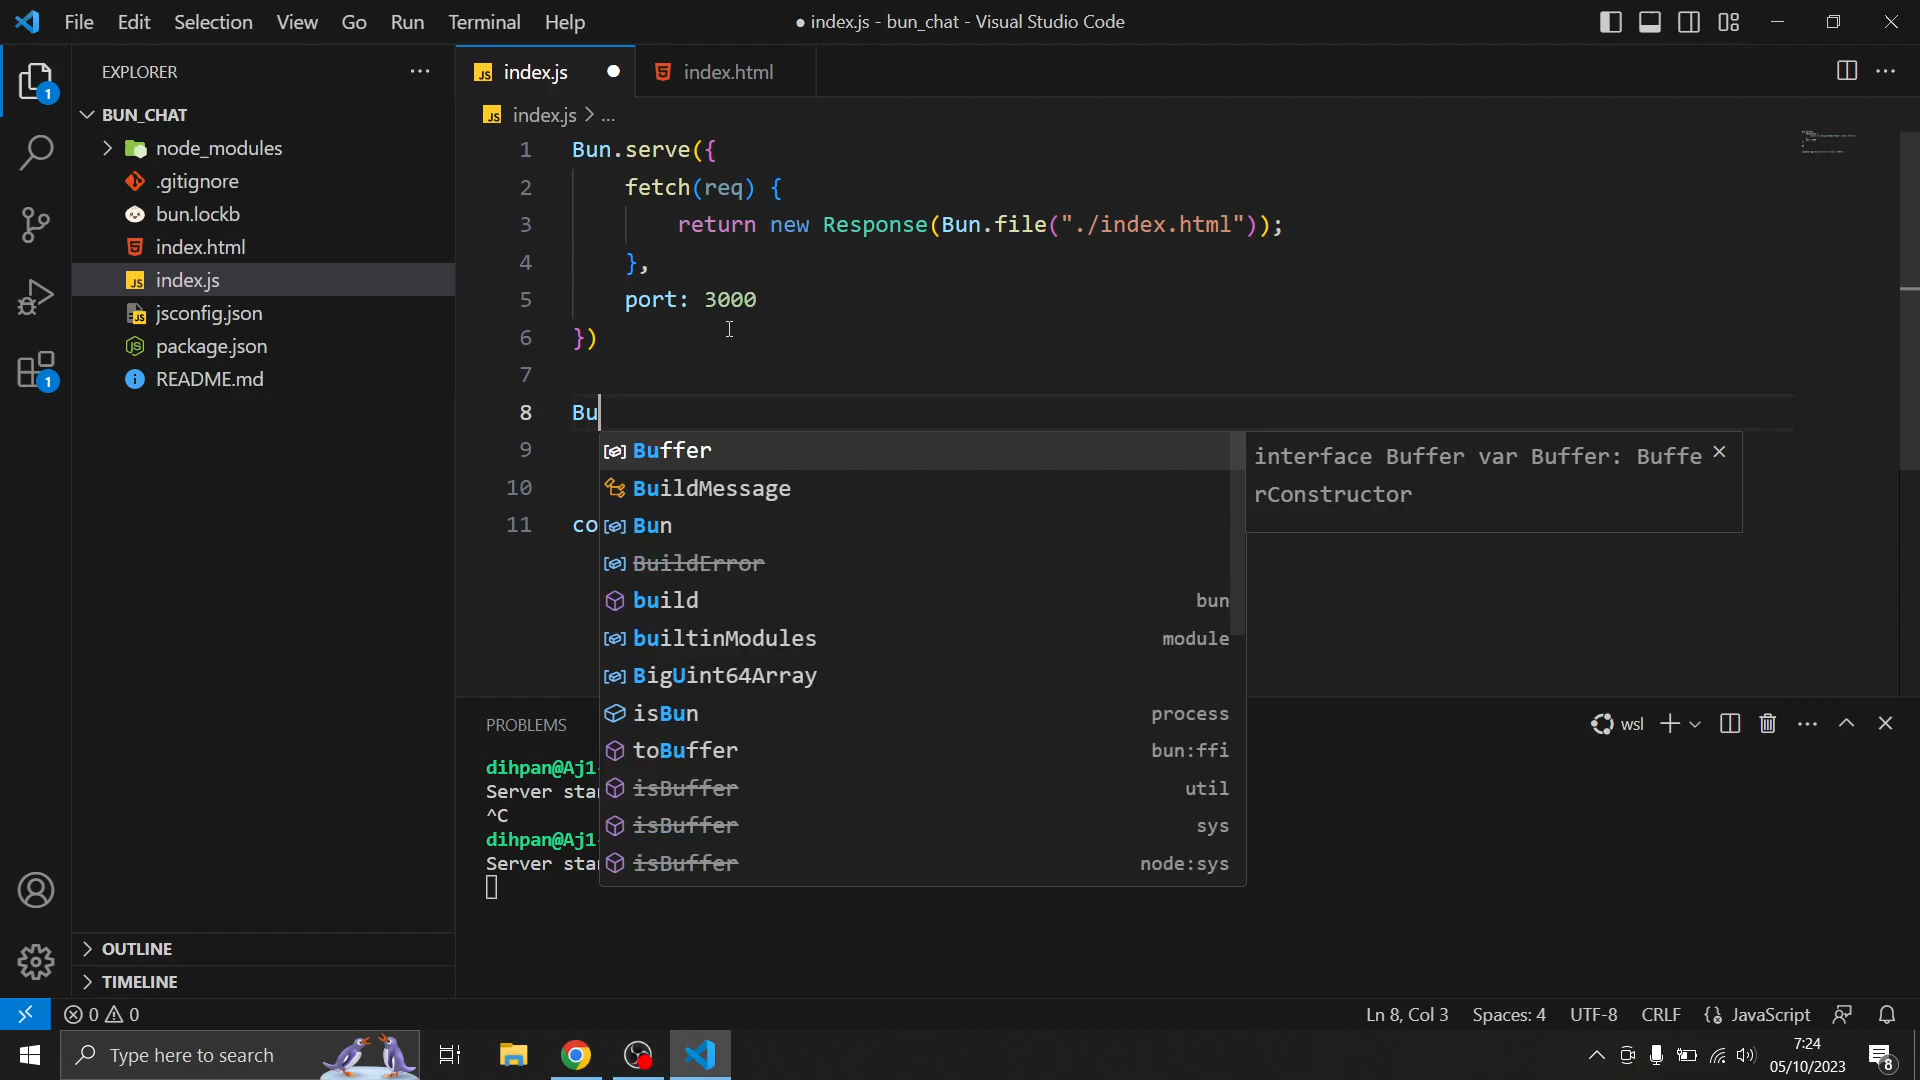 File Edit Selection View Go Run Terminal Help
● index.js - bun_chat - Visual Studio Code
EXPLORER
index.js
index.html
1
BUN_CHAT
index.js > ...
node_modules
.gitignore
bun.lockb
index.html
index.js
jsconfig.json
package.json
README.md
1
OUTLINE
TIMELINE
1 Bun.serve({
2 fetch(req) {
3 return new Response(Bun.file("./index.html"));
4 },
5 port: 3000
6 })
7
8 Bu
9
10
11 co
Buffer
BuildMessage
Bun
BuildError
build bun
builtinModules module
BigUint64Array
isBun process
toBuffer bun:ffi
isBuffer util
isBuffer sys
isBuffer node:sys
interface Buffer var Buffer: Buffe
rConstructor
PROBLEMS
wsl
dihpan@Aj1
Server sta
^C
dihpan@Aj1
Server sta
0 0
Ln 8, Col 3 Spaces: 4 UTF-8 CRLF {} JavaScript
Type here to search
7:24
05/10/2023
8